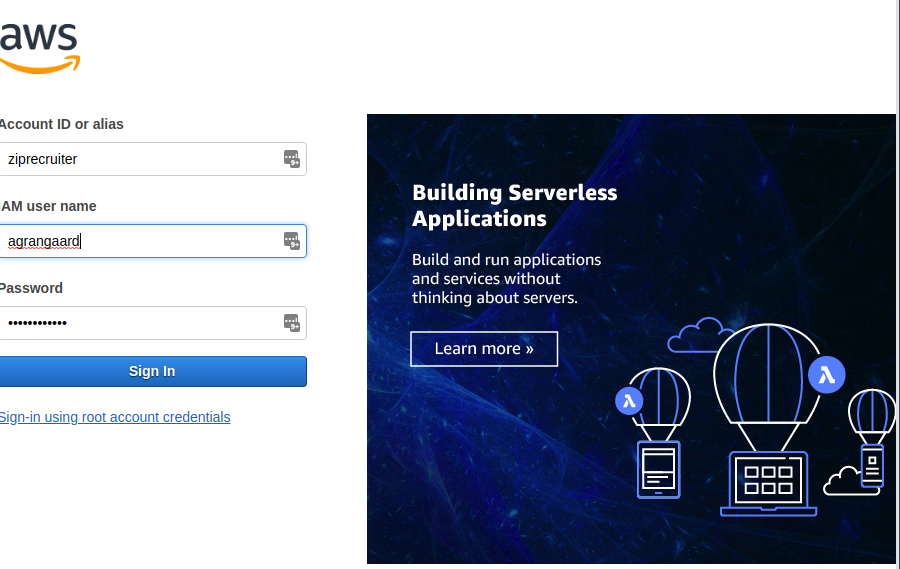 aws
Account ID or alias
ziprecruiter
IAM user name
agrangaard
Password
••••••••••••
Sign In
Sign-in using root account credentials
Building Serverless
Applications
Build and run applications
and services without
thinking about servers.
Learn more »